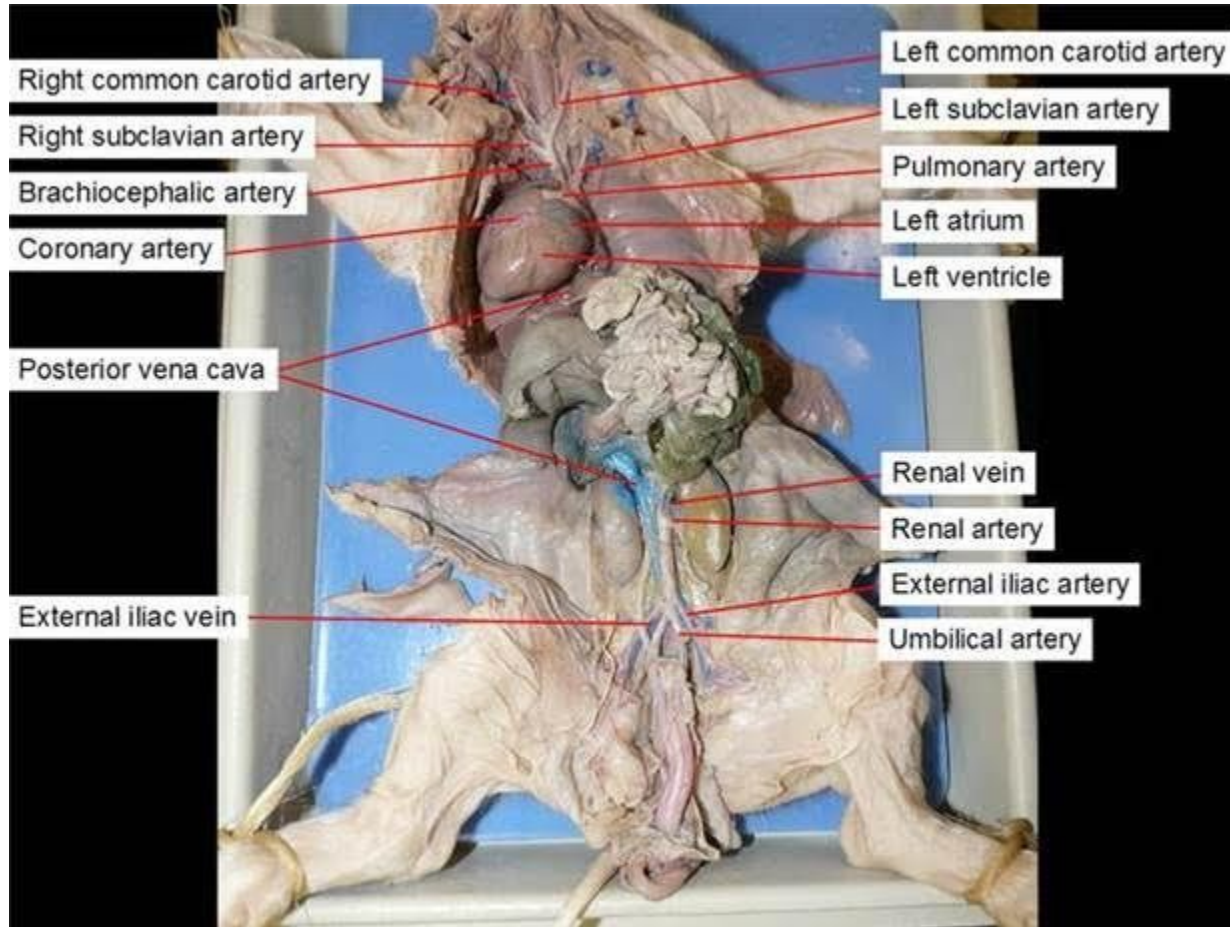 Right common carotid artery
Right subclavian artery
Brachiocephalic artery
Coronary artery
Posterior vena cava
External iliac vein
Left common carotid artery
Left subclavian artery
Pulmonary artery
Left atrium
Left ventricle
Renal vein
Renal artery
External iliac artery
Umbilical artery